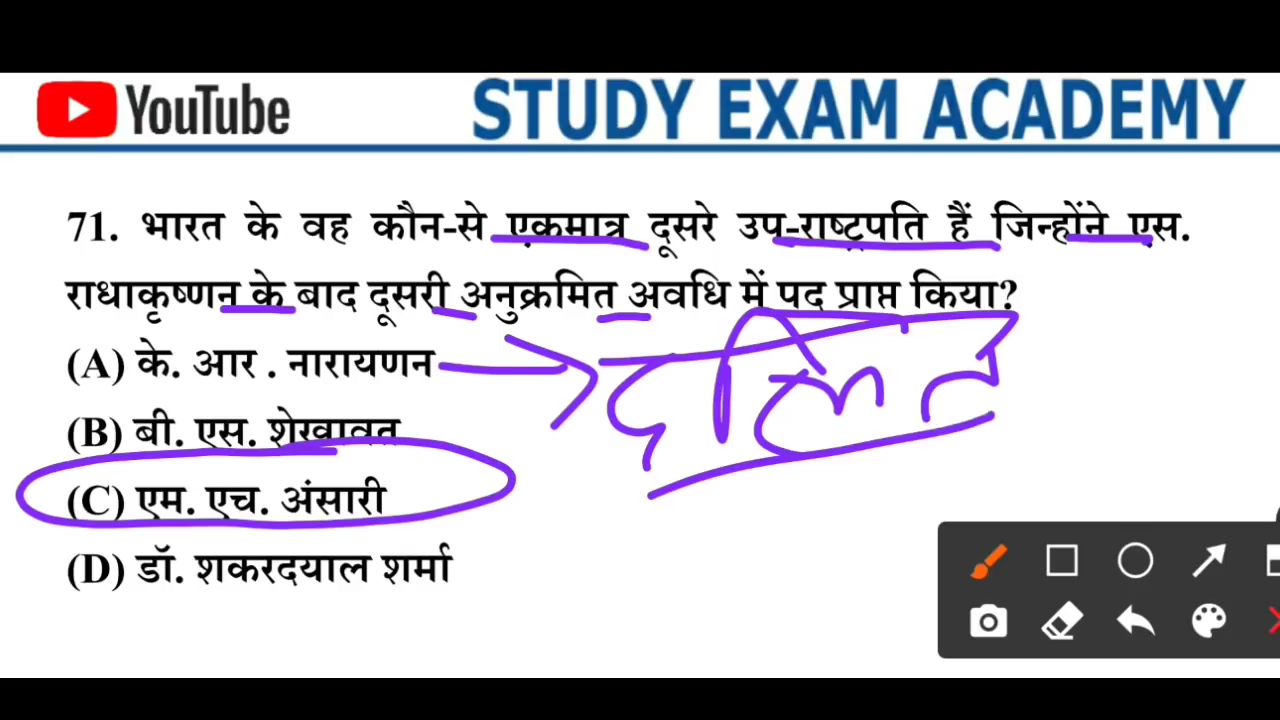 YouTube STUDY EXAM ACADEMY
71. भारत के वह कौन-से एकमात्र दूसरे उप-राष्ट्रपति हैं जिन्होंने एस.
राधाकृष्णन के बाद दूसरी अनुक्रमित अवधि में पद प्राप्त किया?
(A) के. आर . नारायणन
दलित
(B) बी. एस. शेखावत
(C) एम. एच. अंसारी
(D) डॉ. शकरदयाल शर्मा